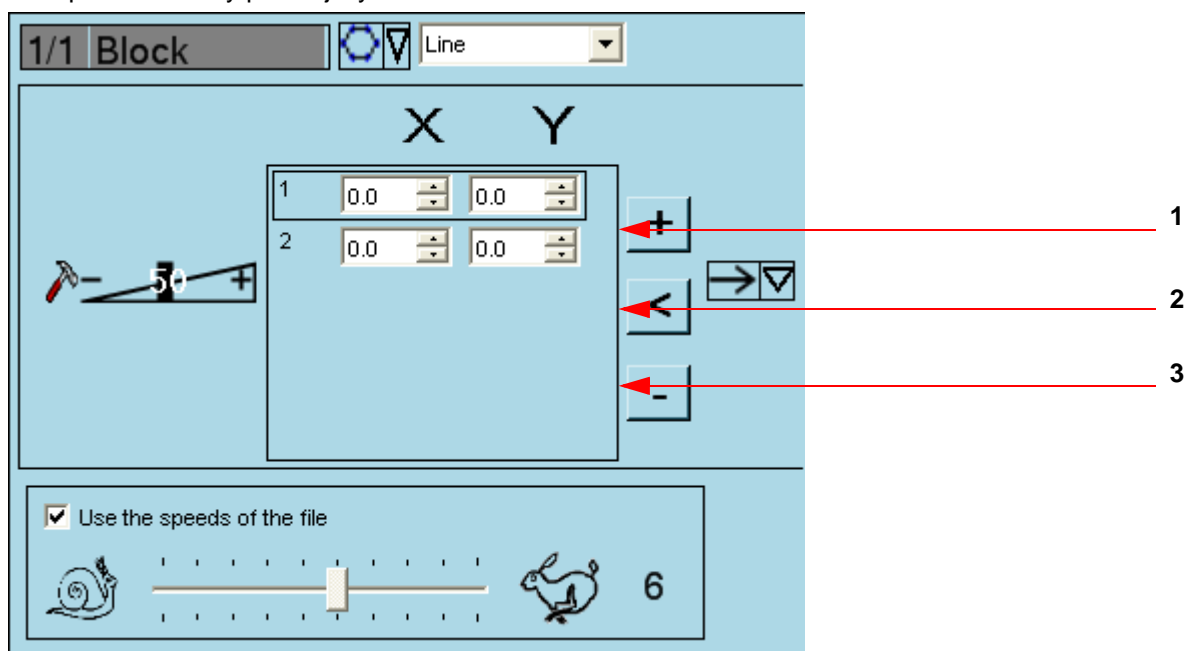 1/1 Block Line
X Y
1 0.0 0.0
+ 1
2 0.0 0.0
- 50 +
< 2
- 3
Use the speeds of the file
6